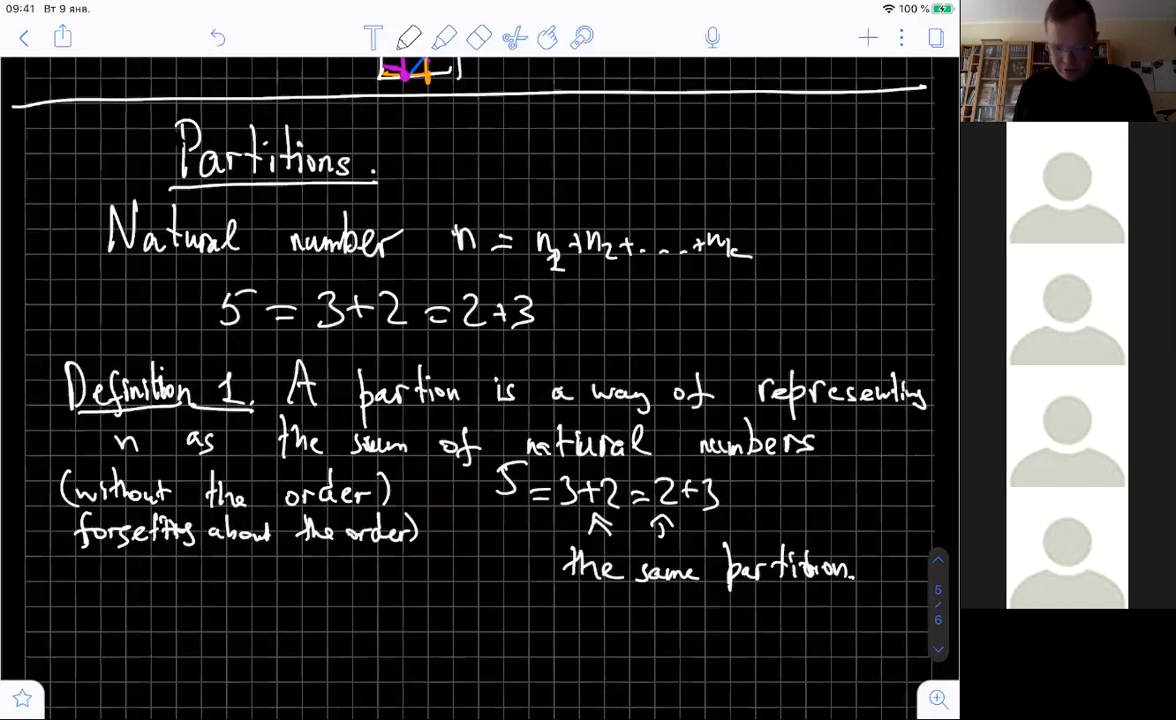 09:41 Вт 9 янв.
100 %
Partitions.
Natural number n = n₁+n₂+....+nₖ
5 = 3+2 = 2+3
Definition 1. A partion is a way of representing
n as the sum of natural numbers
(without the order) 5 = 3+2 = 2+3
forgetting about the order)
the same partition.
5
/
6